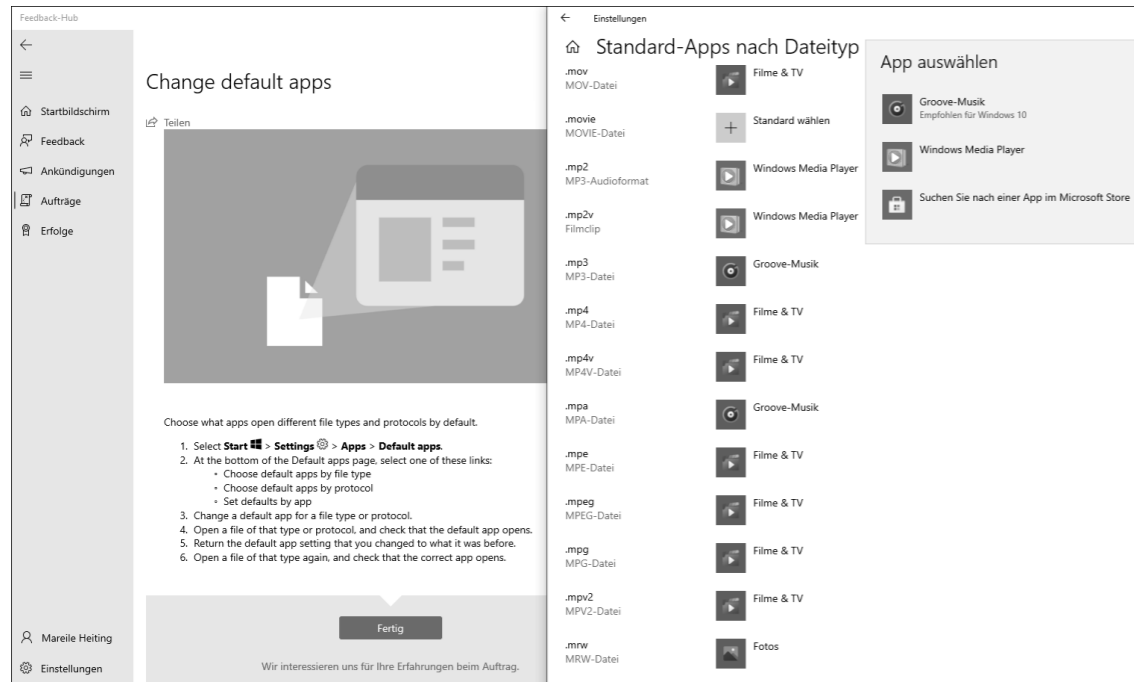 Feedback-Hub
Startbildschirm
Feedback
Ankündigungen
Aufträge
Erfolge
Mareile Heiting
Einstellungen
Change default apps
Teilen
Choose what apps open different file types and protocols by default.
1. Select Start > Settings > Apps > Default apps.
2. At the bottom of the Default apps page, select one of these links:
◦ Choose default apps by file type
◦ Choose default apps by protocol
◦ Set defaults by app
3. Change a default app for a file type or protocol.
4. Open a file of that type or protocol, and check that the default app opens.
5. Return the default app setting that you changed to what it was before.
6. Open a file of that type again, and check that the correct app opens.
Fertig
Wir interessieren uns für Ihre Erfahrungen beim Auftrag.
Einstellungen
Standard-Apps nach Dateityp
.mov Filme & TV
MOV-Datei
.movie Standard wählen
MOVIE-Datei
.mp2 Windows Media Player
MP3-Audioformat
.mp2v Windows Media Player
Filmclip
.mp3 Groove-Musik
MP3-Datei
.mp4 Filme & TV
MP4-Datei
.mp4v Filme & TV
MP4V-Datei
.mpa Groove-Musik
MPA-Datei
.mpe Filme & TV
MPE-Datei
.mpeg Filme & TV
MPEG-Datei
.mpg Filme & TV
MPG-Datei
.mpv2 Filme & TV
MPV2-Datei
.mrw Fotos
MRW-Datei
App auswählen
Groove-Musik
Empfohlen für Windows 10
Windows Media Player
Suchen Sie nach einer App im Microsoft Store